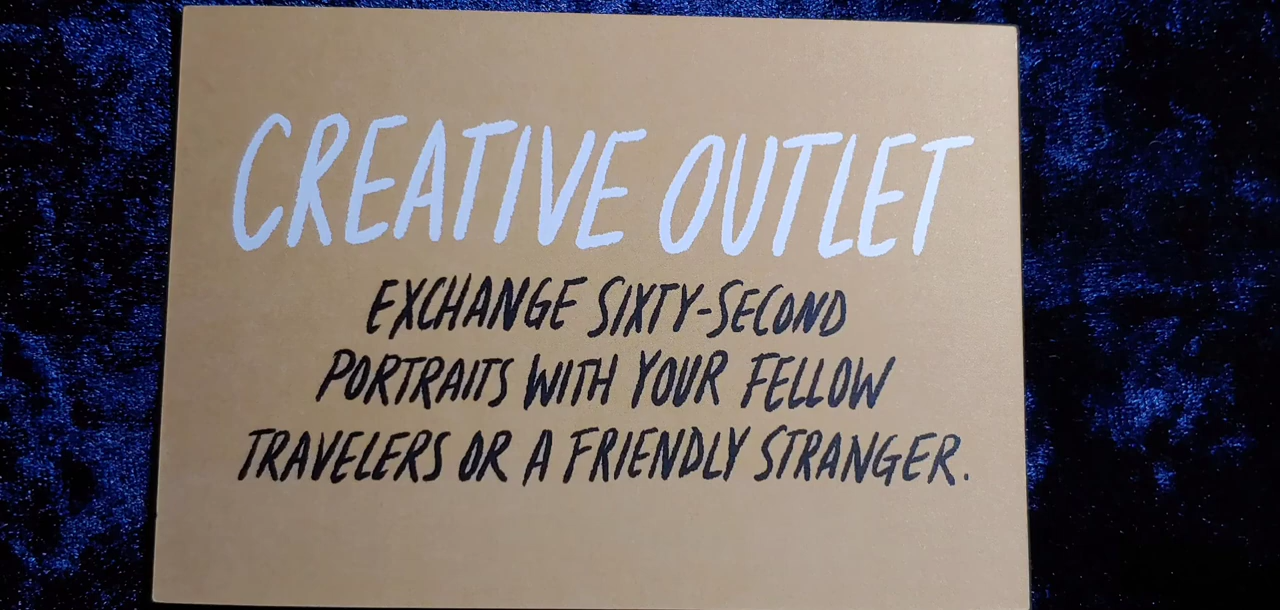 CREATIVE OUTLET
EXCHANGE SIXTY-SECOND
PORTRAITS WITH YOUR FELLOW
TRAVELERS OR A FRIENDLY STRANGER.